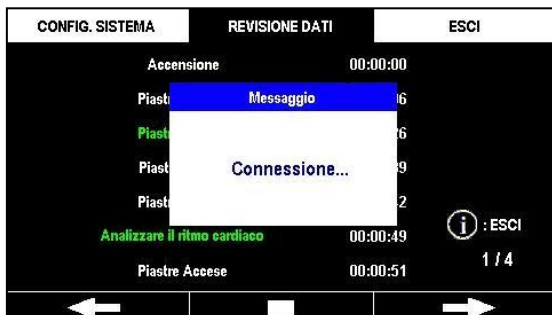 CONFIG. SISTEMA REVISIONE DATI ESCI
Accensione 00:00:00
Messaggio
Connessione...
Analizzare il ritmo cardiaco 00:00:49
: ESCI
Piastre Accese 00:00:51
1 / 4